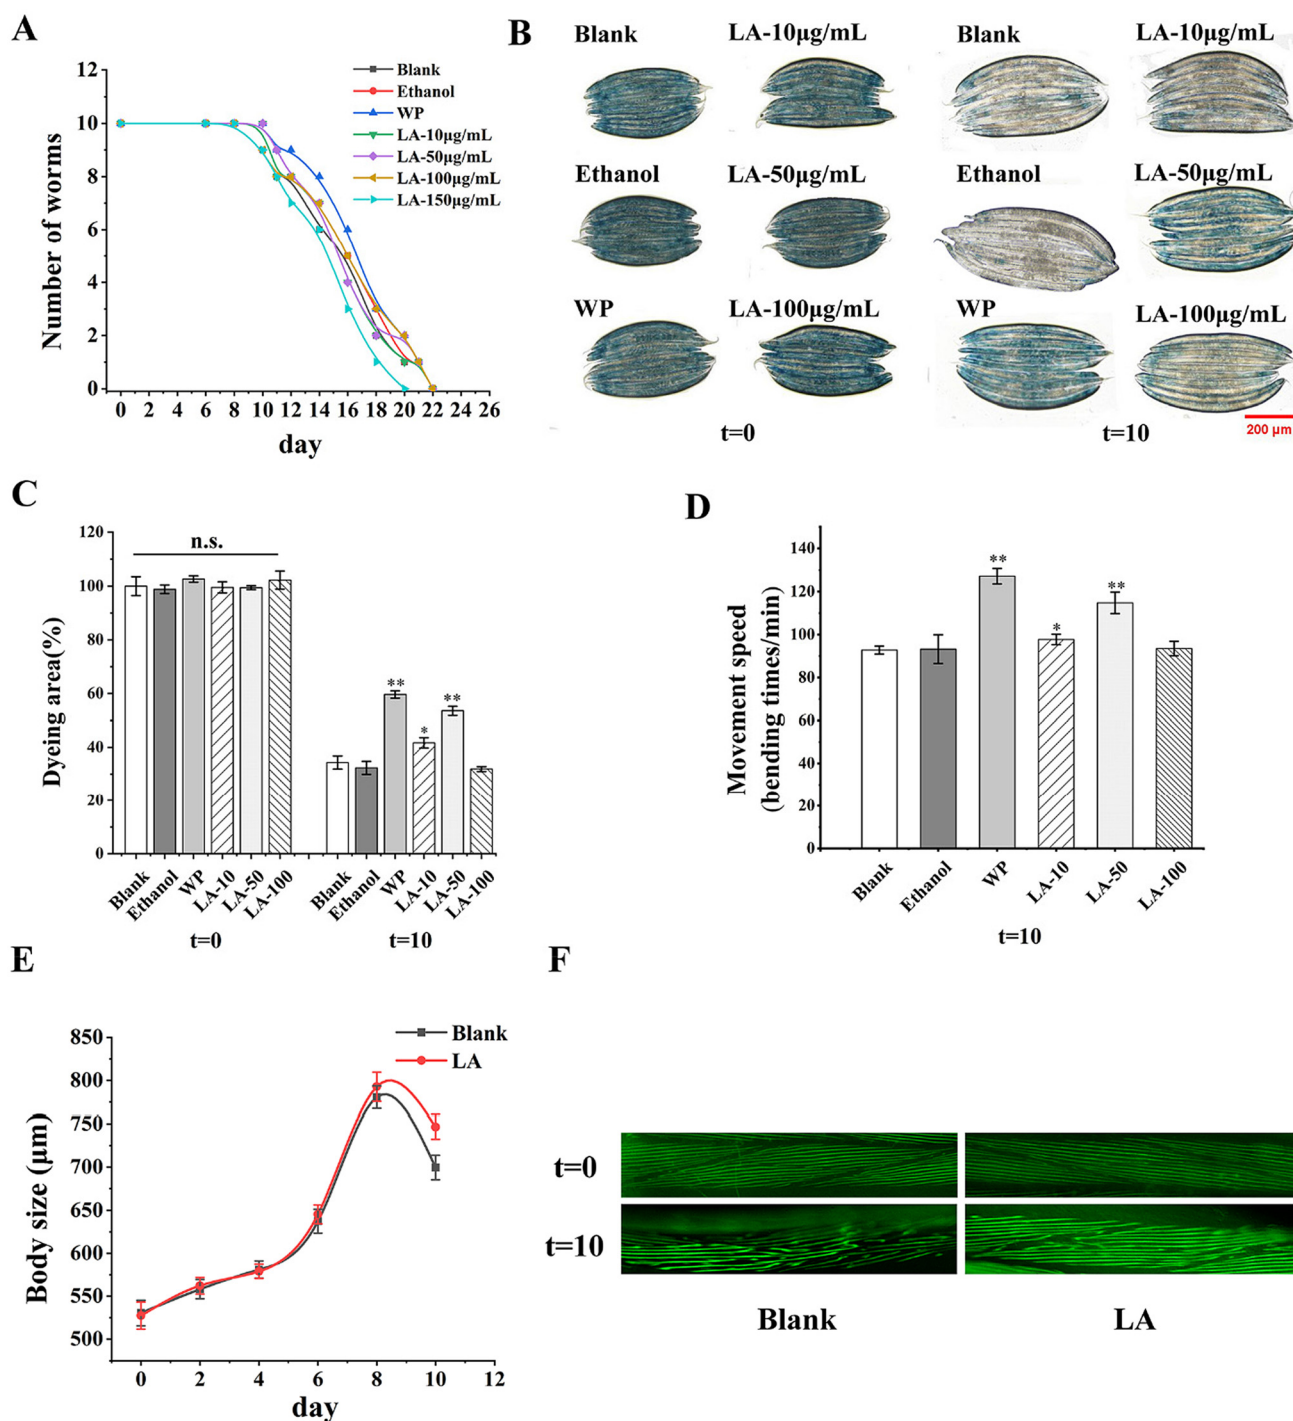 A
Number of worms
12
10
8
6
4
2
0
0 2 4 6 8 10 12 14 16 18 20 22 24 26
day
Blank
Ethanol
WP
LA-10μg/mL
LA-50μg/mL
LA-100μg/mL
LA-150μg/mL
B
Blank LA-10μg/mL Blank LA-10μg/mL
Ethanol LA-50μg/mL Ethanol LA-50μg/mL
WP LA-100μg/mL WP LA-100μg/mL
t=0 t=10
200 μm
C
Dyeing area(%)
120
100
80
60
40
20
0
n.s.
** * **
Blank Ethanol WP LA-10 LA-50 LA-100 Blank Ethanol WP LA-10 LA-50 LA-100
t=0 t=10
D
Movement speed
(bending times/min)
140
120
100
80
60
40
20
0
** * **
Blank Ethanol WP LA-10 LA-50 LA-100
t=10
E
Body size (μm)
850
800
750
700
650
600
550
500
0 2 4 6 8 10 12
day
Blank
LA
F
t=0
t=10
Blank LA